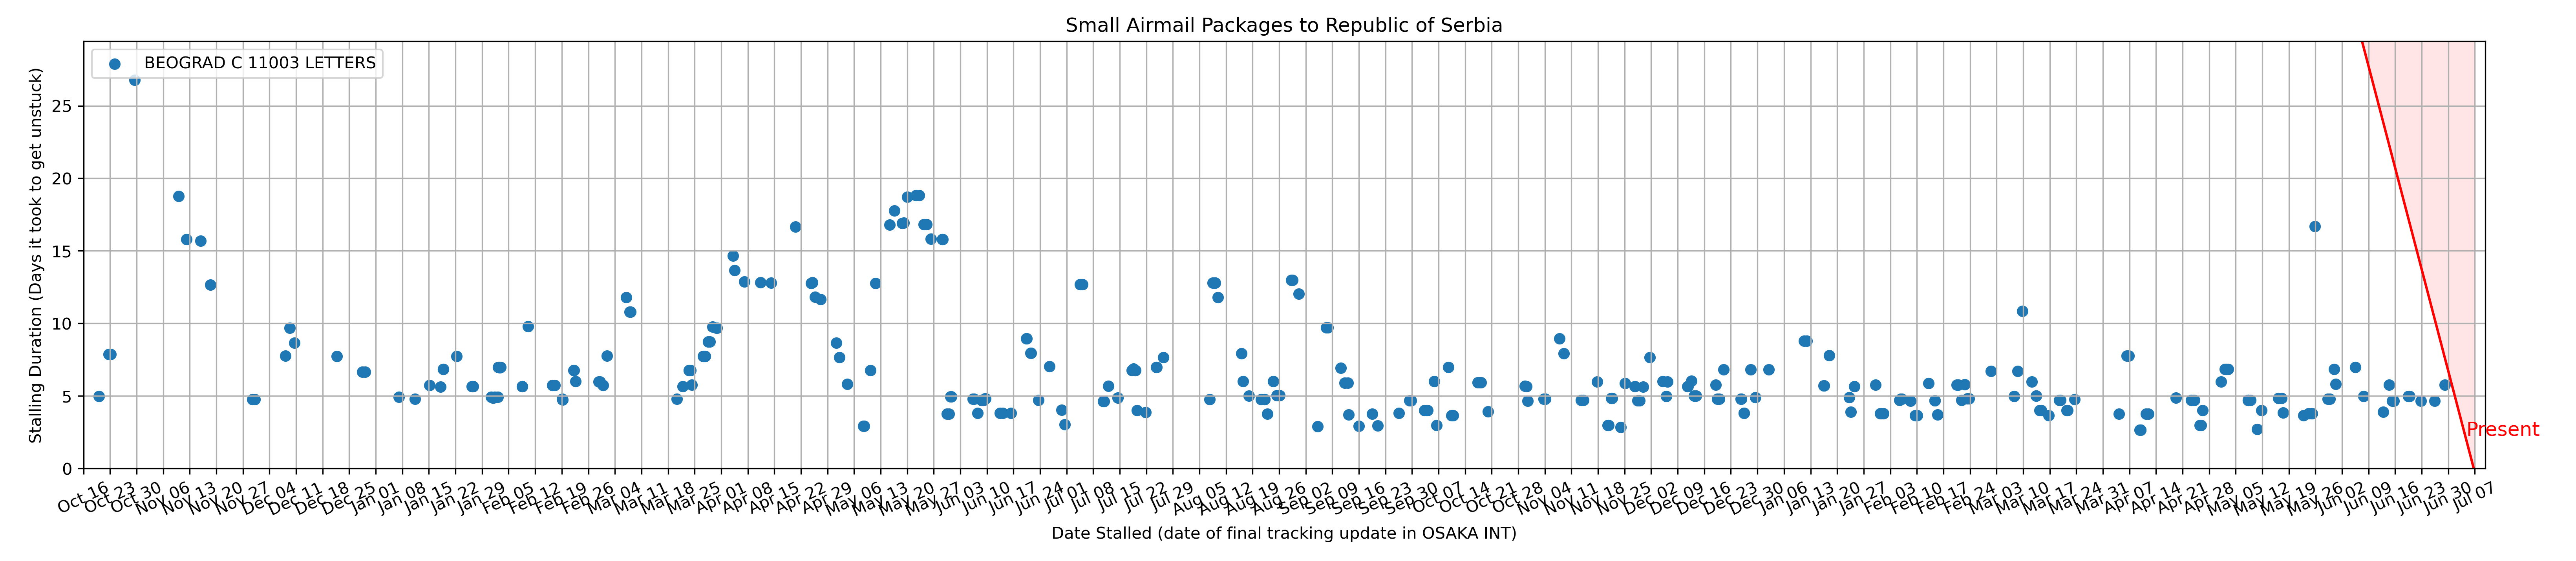 Small Airmail Packages to Republic of Serbia
BEOGRAD C 11003 LETTERS
Stalling Duration (Days it took to get unstuck)
25
20
15
10
5
0
Present
Oct 16 Oct 23 Oct 30 Nov 06 Nov 13 Nov 20 Nov 27 Dec 04 Dec 11 Dec 18 Dec 25 Jan 01 Jan 08 Jan 15 Jan 22 Jan 29 Feb 05 Feb 12 Feb 19 Feb 26 Mar 04 Mar 11 Mar 18 Mar 25 Apr 01 Apr 08 Apr 15 Apr 22 Apr 29 May 06 May 13 May 20 May 27 Jun 03 Jun 10 Jun 17 Jun 24 Jul 01 Jul 08 Jul 15 Jul 22 Jul 29 Aug 05 Aug 12 Aug 19 Aug 26 Sep 02 Sep 09 Sep 16 Sep 23 Sep 30 Oct 07 Oct 14 Oct 21 Oct 28 Nov 04 Nov 11 Nov 18 Nov 25 Dec 02 Dec 09 Dec 16 Dec 23 Dec 30 Jan 06 Jan 13 Jan 20 Jan 27 Feb 03 Feb 10 Feb 17 Feb 24 Mar 03 Mar 10 Mar 17 Mar 24 Mar 31 Apr 07 Apr 14 Apr 21 Apr 28 May 05 May 12 May 19 May 26 Jun 02 Jun 09 Jun 16 Jun 23 Jun 30 Jul 07
Date Stalled (date of final tracking update in OSAKA INT)